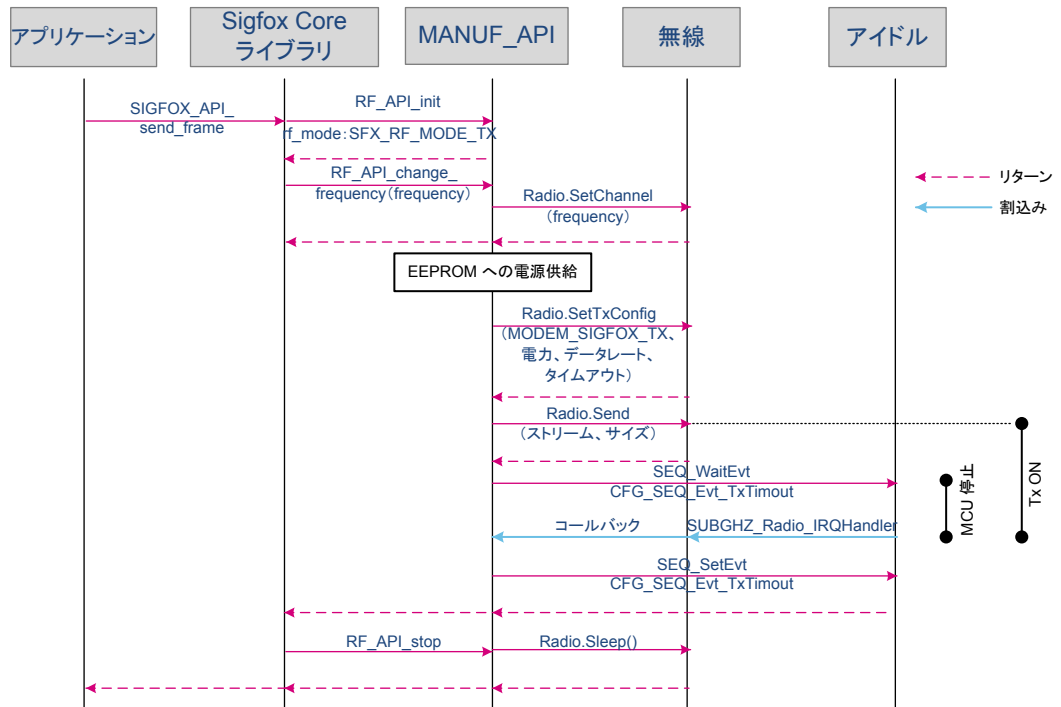 アプリケーション
Sigfox Core
ライブラリ
MANUF_API
無線
アイドル
SIGFOX_API_
send_frame
RF_API_init
rf_mode:SFX_RF_MODE_TX
RF_API_change_
frequency(frequency)
Radio.SetChannel
(frequency)
リターン
割込み
EEPROM への電源供給
Radio.SetTxConfig
(MODEM_SIGFOX_TX、
電力、データレート、
タイムアウト)
Radio.Send
(ストリーム、サイズ)
SEQ_WaitEvt
CFG_SEQ_Evt_TxTimout
MCU 停止
Tx ON
コールバック
SUBGHZ_Radio_IRQHandler
SEQ_SetEvt
CFG_SEQ_Evt_TxTimout
RF_API_stop
Radio.Sleep()